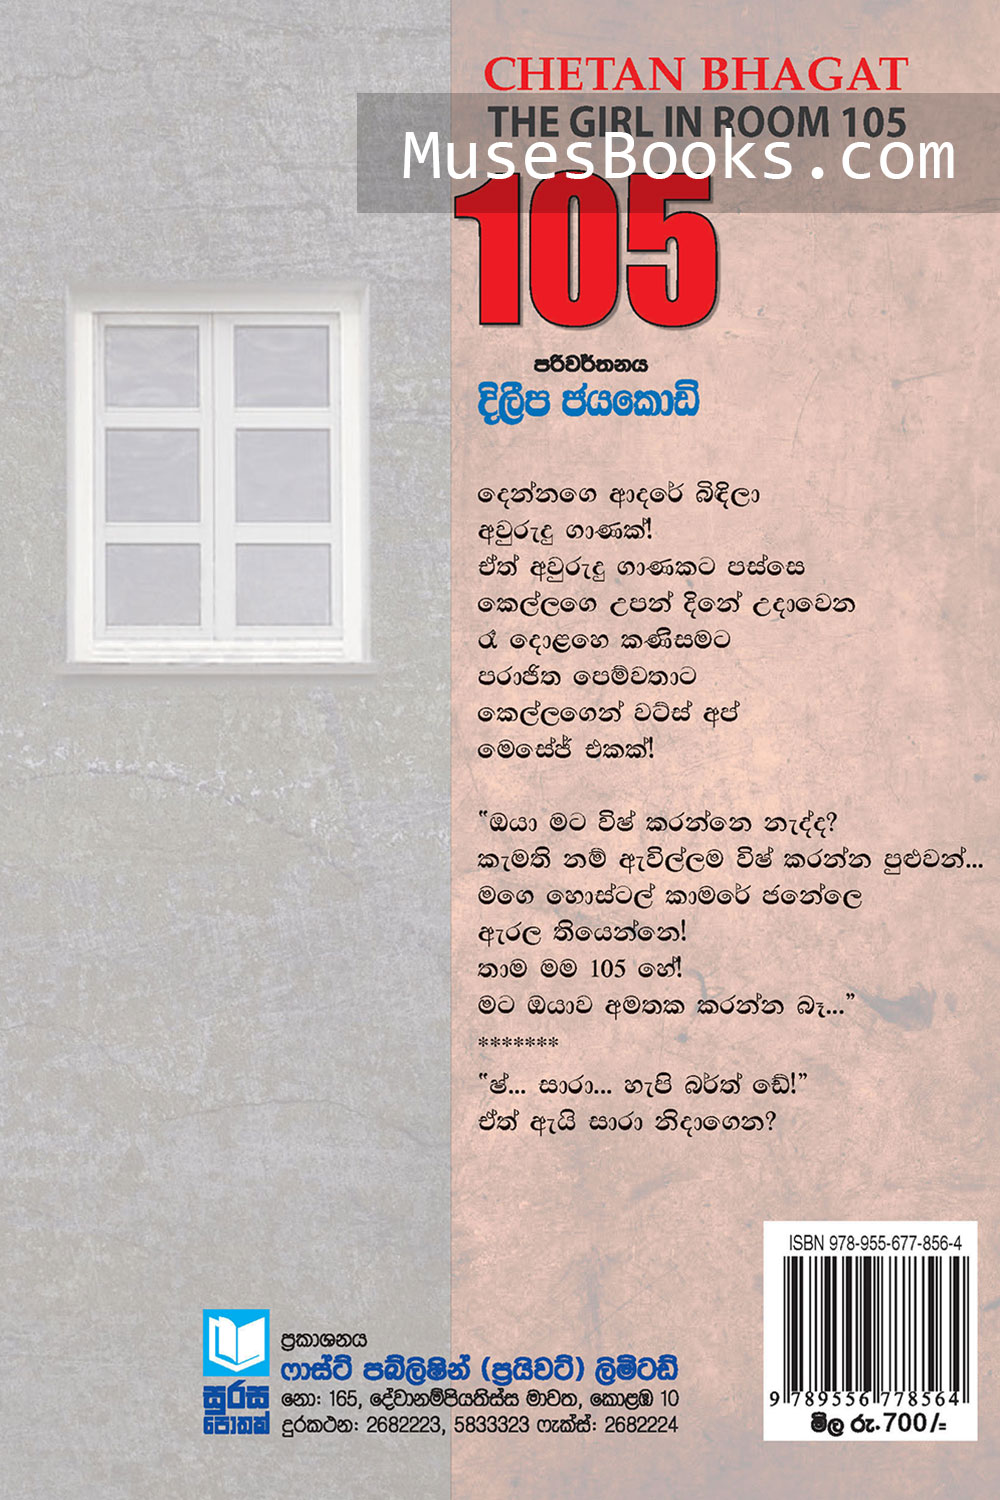 CHETAN BHAGAT
THE GIRL IN ROOM 105
MusesBooks.com
105
පරිවර්තනය
දිලීප ජයකොඩි
දෙන්නගෙ ආදරේ බිඳිලා
අවුරුදු ගාණක්!
ඒත් අවුරුදු ගාණකට පස්සෙ
කෙල්ලගෙ උපන් දිනේ උදාවෙන
රෑ දොළහෙ කණිසමට
පරාජිත පෙම්වතාට
කෙල්ලගෙන් වට්ස් අප්
මෙසේජ් එකක්!
“ඔයා මට විෂ් කරන්නෙ නැද්ද?
කැමති නම් ඇවිල්ලම විෂ් කරන්න පුළුවන්...
මගෙ හොස්ටල් කාමරේ ජනේලෙ
ඇරල තියෙන්නෙ!
තාම මම 105 හේ!
මට ඔයාව අමතක කරන්න බෑ...”
*******
“ෂ්... සාරා... හැපි බර්ත් ඩේ!”
ඒත් ඇයි සාරා නිදාගෙන?
ISBN 978-955-677-856-4
9 789556 778564
මිල රු. 700/=
සුරස
පොතක්
ප්‍රකාශනය
ෆාස්ට් පබ්ලිෂින් (ප්‍රයිවට්) ලිමිටඩ්
නො: 165, දේවානම්පියතිස්ස මාවත, කොළඹ 10
දුරකථන: 2682223, 5833323 ෆැක්ස්: 2682224